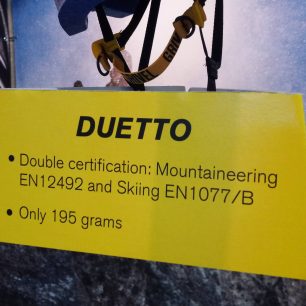 DUETTO
• Double certification: Mountaineering
EN12492 and Skiing EN1077/B
• Only 195 grams